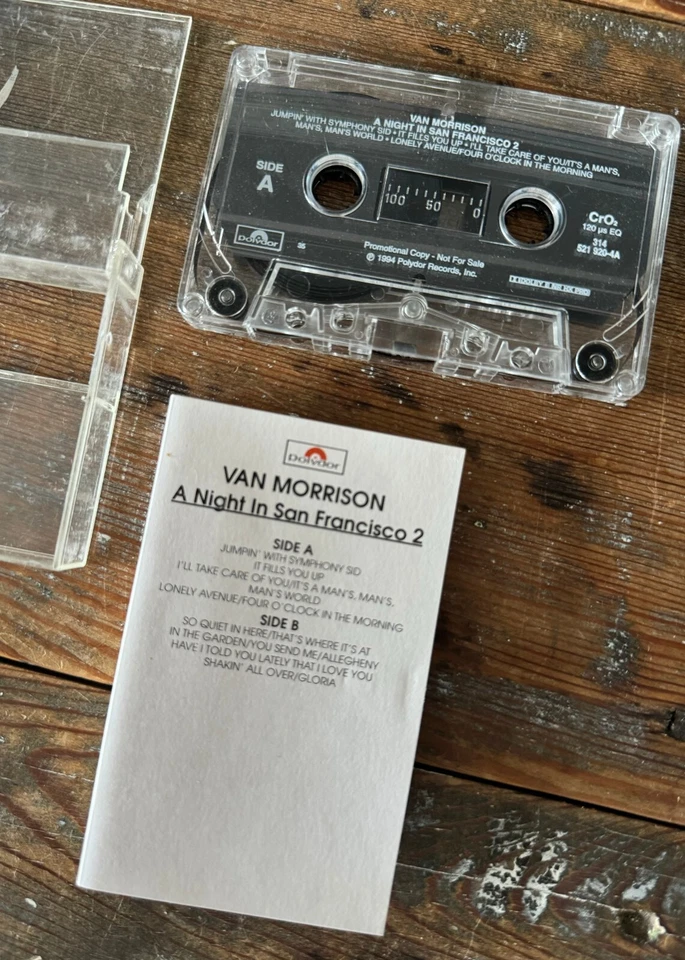 VAN MORRISON
A NIGHT IN SAN FRANCISCO 2
JUMPIN' WITH SYMPHONY SID • IT FILLS YOU UP • I'LL TAKE CARE OF YOU/IT'S A MAN'S,
MAN'S, MAN'S WORLD • LONELY AVENUE/FOUR O'CLOCK IN THE MORNING
SIDE
A
100 50 0
CrO₂
120 µs EQ
314
521 920-4A
Polydor
Promotional Copy - Not For Sale
℗ 1994 Polydor Records, Inc.
Polydor
VAN MORRISON
A Night In San Francisco 2
SIDE A
JUMPIN' WITH SYMPHONY SID
IT FILLS YOU UP
I'LL TAKE CARE OF YOU/IT'S A MAN'S, MAN'S,
MAN'S WORLD
LONELY AVENUE/FOUR O'CLOCK IN THE MORNING
SIDE B
SO QUIET IN HERE/THAT'S WHERE IT'S AT
IN THE GARDEN/YOU SEND ME/ALLEGHENY
HAVE I TOLD YOU LATELY THAT I LOVE YOU
SHAKIN' ALL OVER/GLORIA